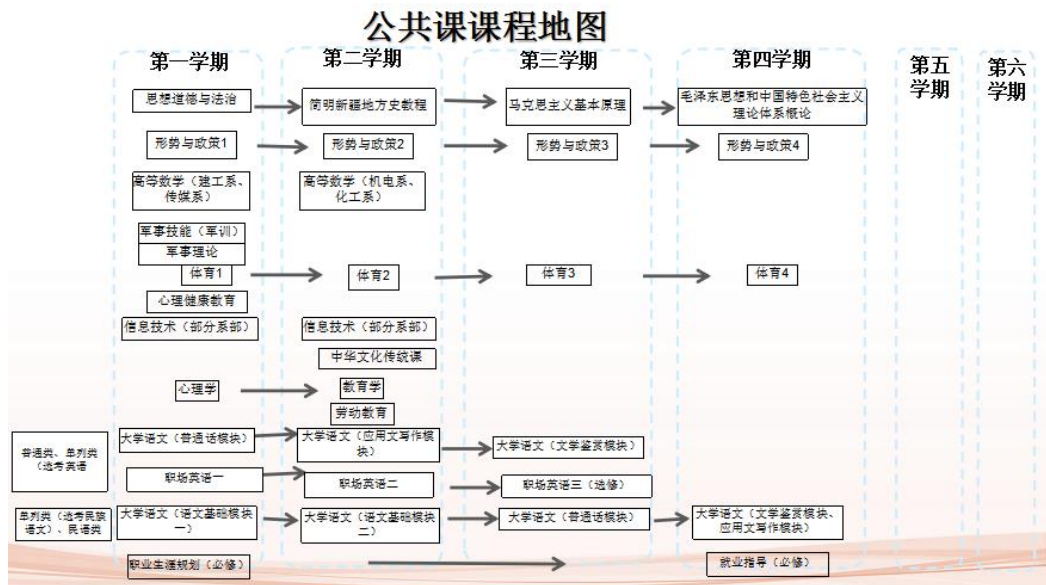 公共课课程地图
第一学期
第二学期
第三学期
第四学期
第五
学期
第六
学期
思想道德与法治
简明新疆地方史教程
马克思主义基本原理
毛泽东思想和中国特色社会主义
理论体系概论
形势与政策1
形势与政策2
形势与政策3
形势与政策4
高等数学（建工系、
传媒系）
高等数学（机电系、
化工系）
军事技能（军训）
军事理论
体育1
体育2
体育3
体育4
心理健康教育
信息技术（部分系部）
信息技术（部分系部）
中华文化传统课
心理学
教育学
劳动教育
普通类、单列类
（选考英语
大学语文（普通话模块）
大学语文（应用文写作模
块）
大学语文（文学鉴赏模块）
职场英语一
职场英语二
职场英语三（选修）
单列类（选考民族
语文）、民语类
大学语文（语文基础模块
一）
大学语文（语文基础模块
二）
大学语文（普通话模块）
大学语文（文学鉴赏模块、
应用文写作模块）
职业生涯规划（必修）
就业指导（必修）